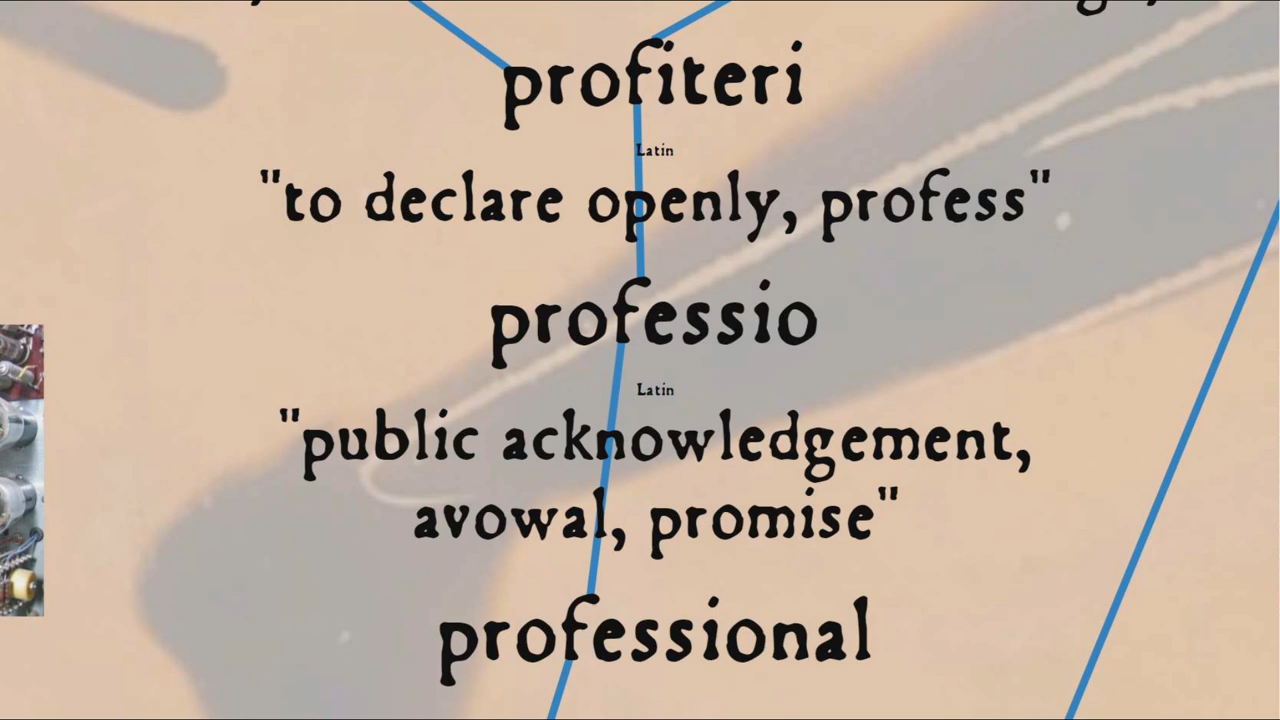 profiteri
Latin
"to declare openly, profess"
professio
Latin
"public acknowledgement,
avowal, promise"
professional